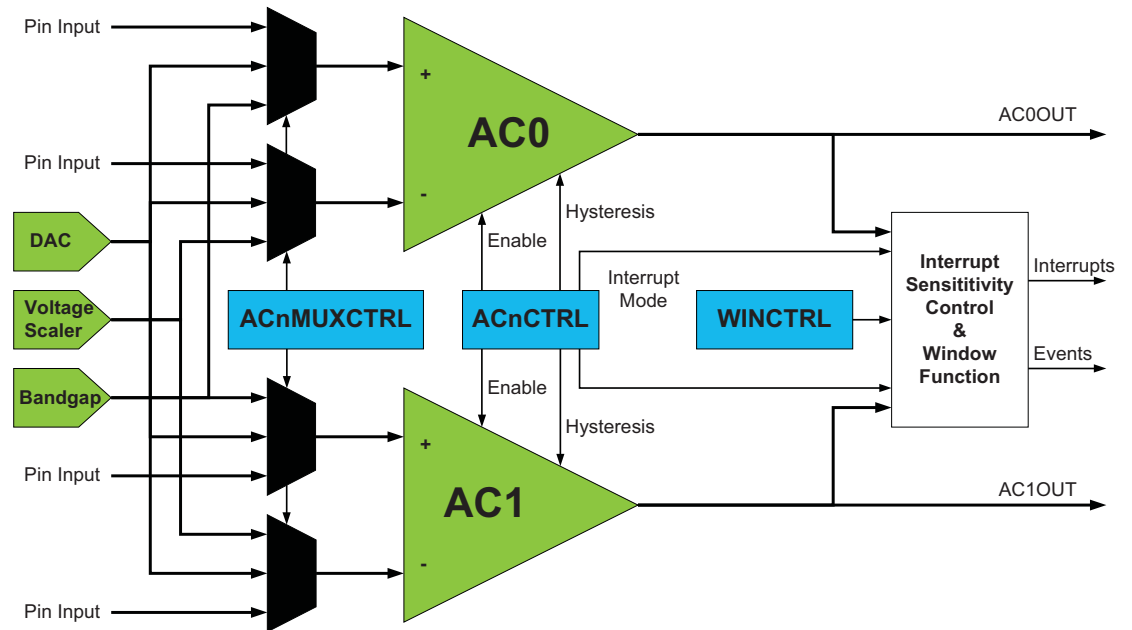 Pin Input
+
AC0
AC0OUT
Pin Input
-
Hysteresis
DAC
Enable
Interrupt
Sensititivity
Control
&
Window
Function
Interrupts
Events
Voltage
Scaler
ACnMUXCTRL
ACnCTRL
Interrupt
Mode
WINCTRL
Bandgap
Enable
Hysteresis
+
Pin Input
AC1
AC1OUT
-
Pin Input